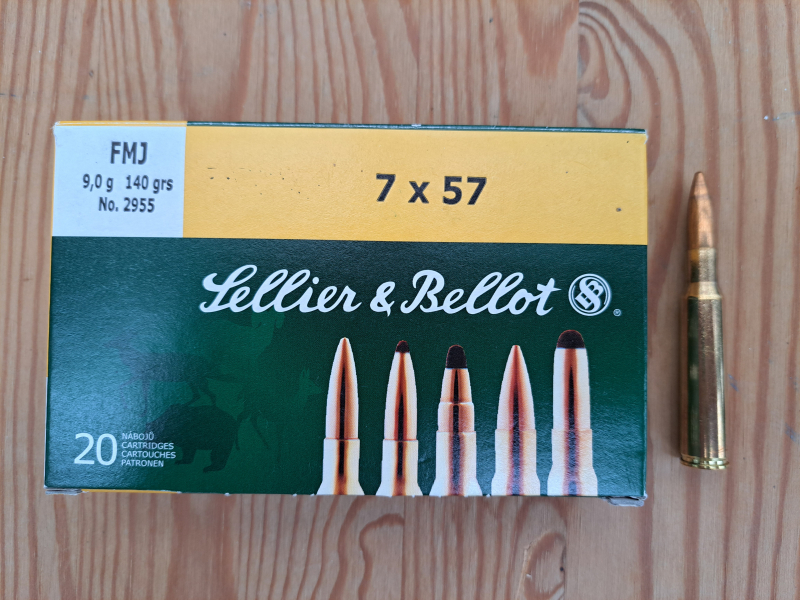 FMJ
9,0 g 140 grs
No. 2955
7 x 57
Sellier & Bellot S&B ®
20
NÁBOJŮ
CARTRIDGES
CARTOUCHES
PATRONEN